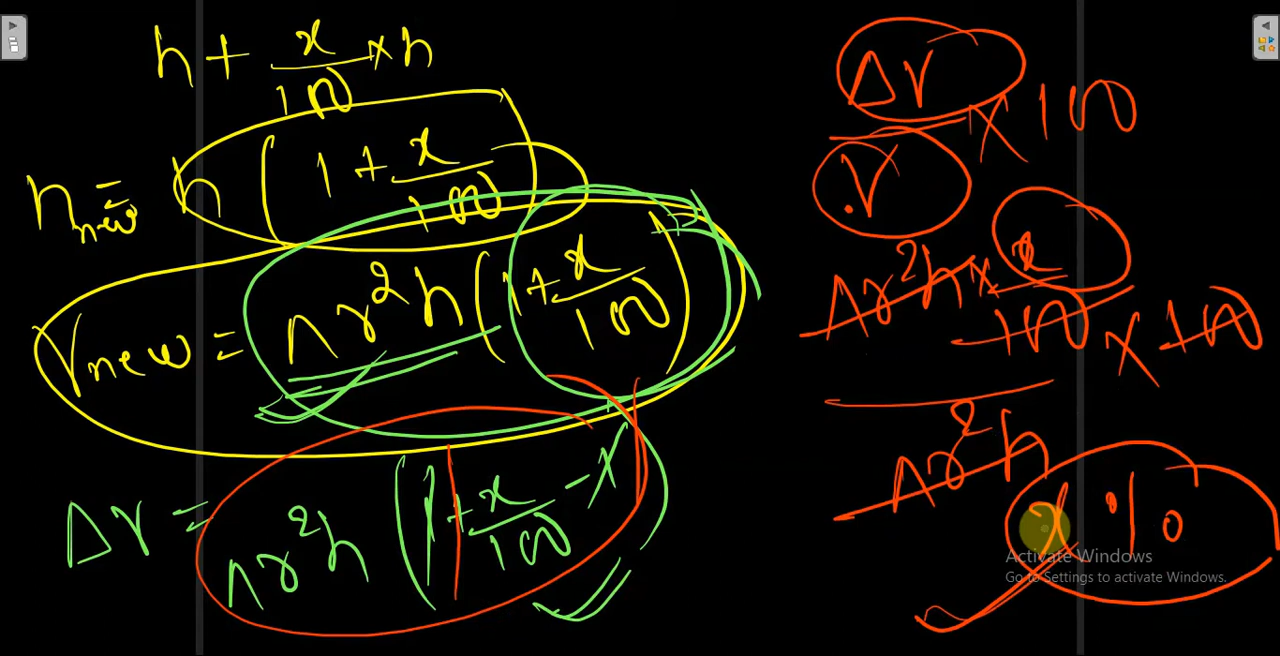 h + x/100 × h
h new = h (1 + x/100)
Vnew = πr²h (1 + x/100)
ΔV = πr²h (1 + x/100 - 1)
ΔV/V × 100
πr²h × x/100 × 100
πr²h
x %
Activate Windows
Go to Settings to activate Windows.